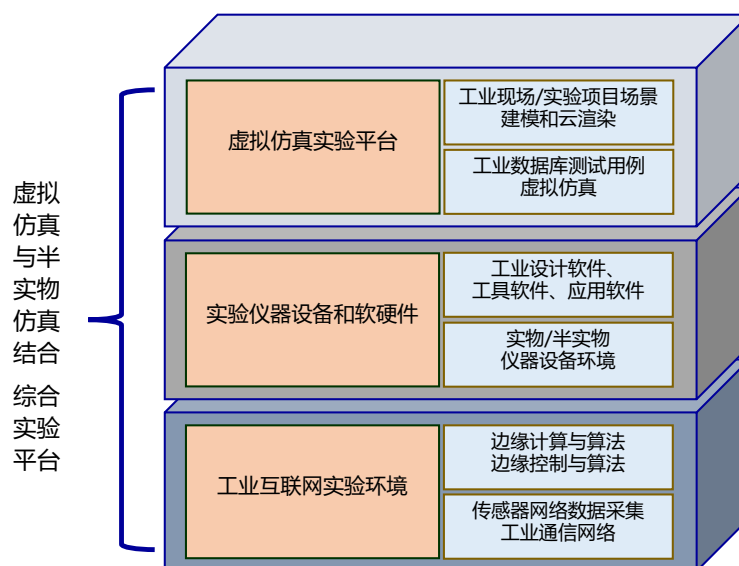 虚拟
仿真
与半
实物
仿真
结合
综合
实验
平台
虚拟仿真实验平台
工业现场/实验项目场景
建模和云渲染
工业数据库测试用例
虚拟仿真
实验仪器设备和软硬件
工业设计软件、
工具软件、应用软件
实物/半实物
仪器设备环境
工业互联网实验环境
边缘计算与算法
边缘控制与算法
传感器网络数据采集
工业通信网络